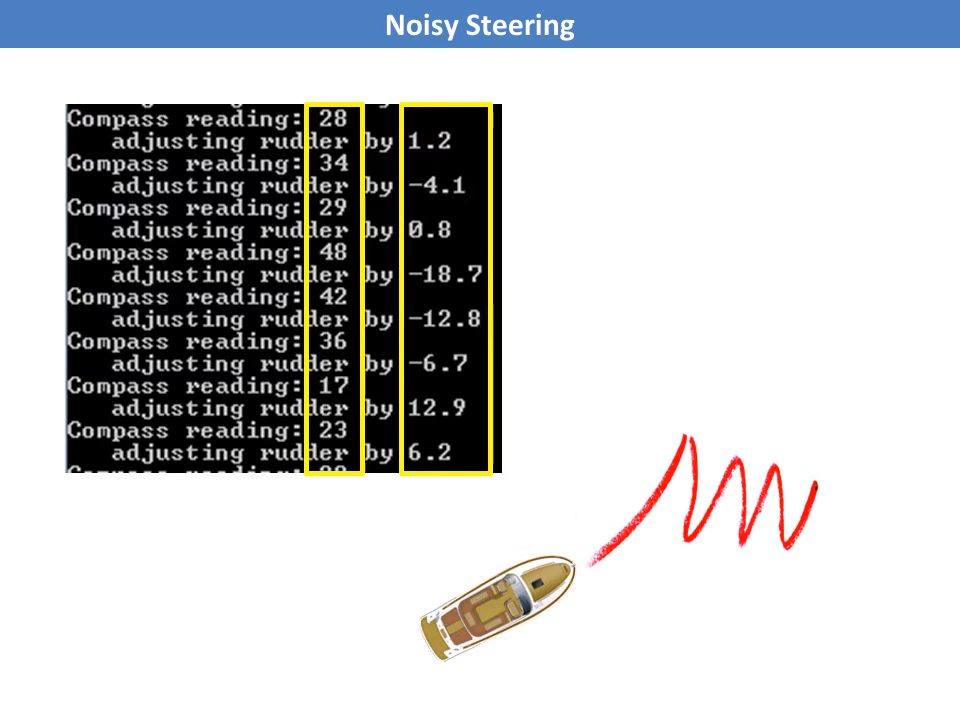 Noisy Steering
Compass reading: 28
adjusting rudder by 1.2
Compass reading: 34
adjusting rudder by -4.1
Compass reading: 29
adjusting rudder by 0.8
Compass reading: 48
adjusting rudder by -18.7
Compass reading: 42
adjusting rudder by -12.8
Compass reading: 36
adjusting rudder by -6.7
Compass reading: 17
adjusting rudder by 12.9
Compass reading: 23
adjusting rudder by 6.2